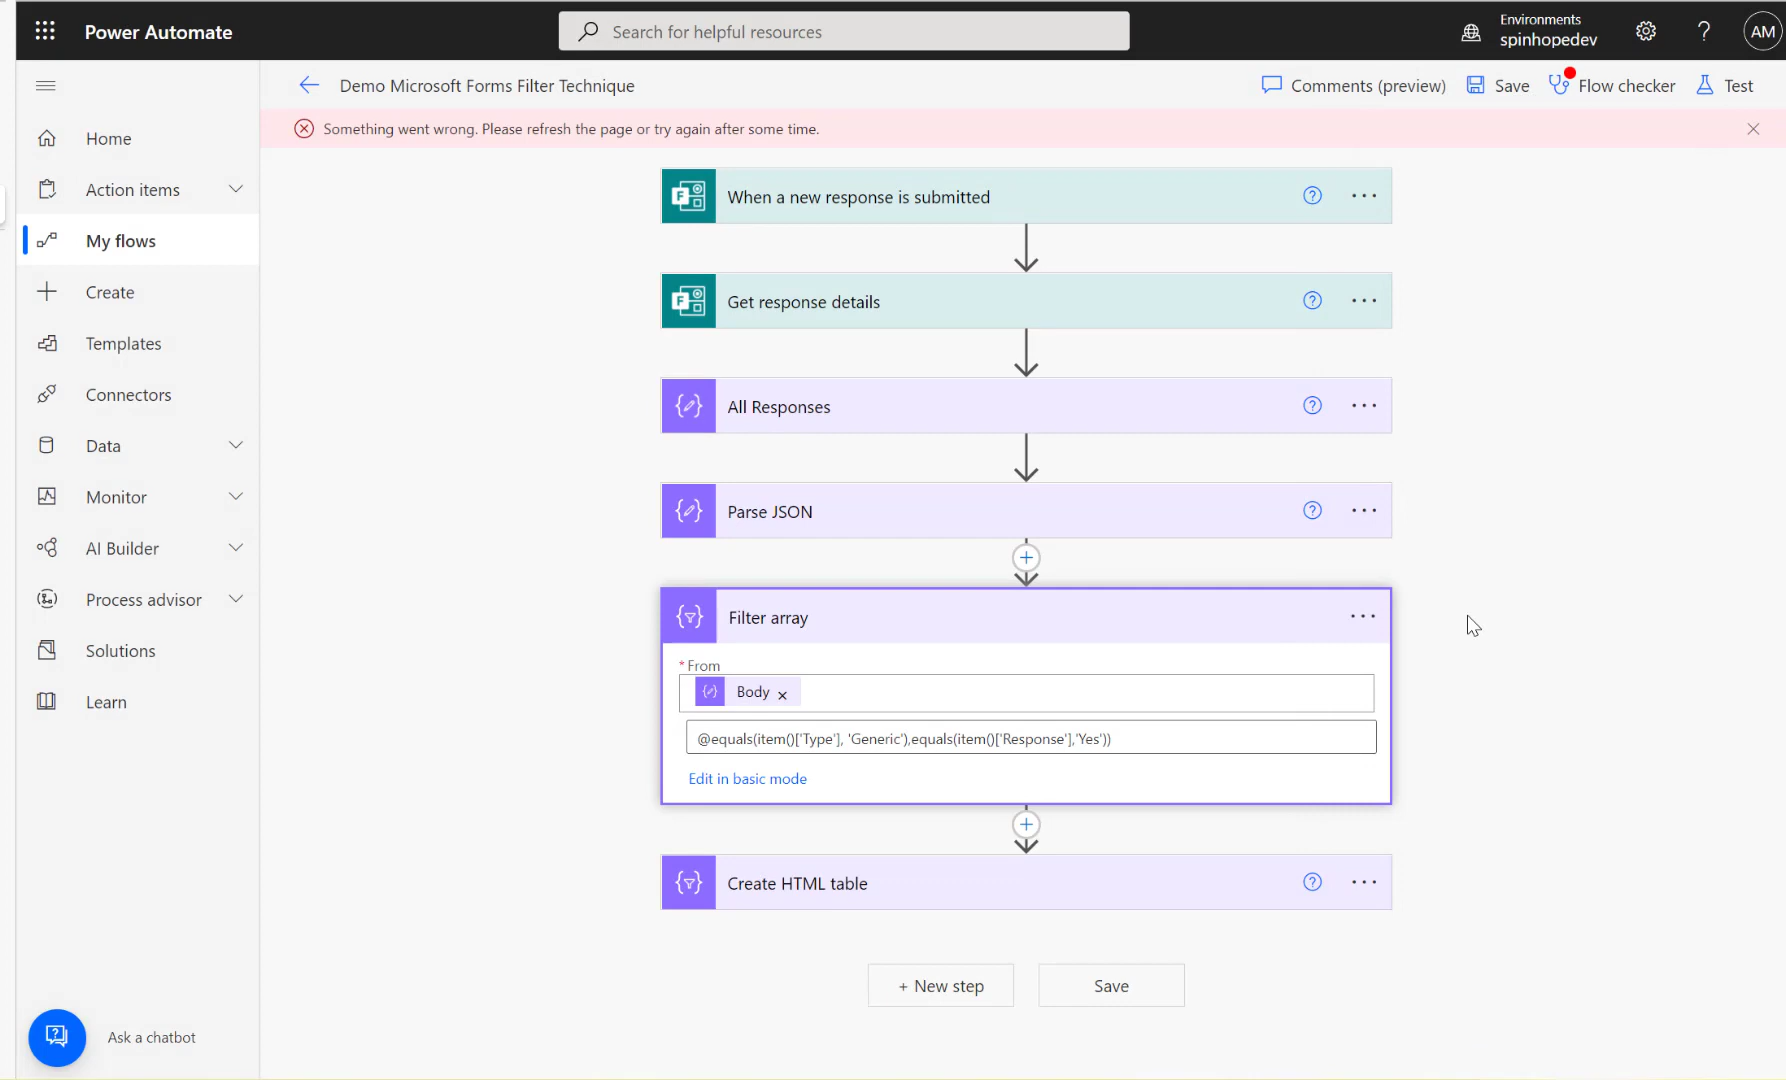 Power Automate
Search for helpful resources
Environments
spinhopedev
?
AM
Demo Microsoft Forms Filter Technique
Comments (preview)
Save
Flow checker
Test
Something went wrong. Please refresh the page or try again after some time.
Home
Action items
My flows
Create
Templates
Connectors
Data
Monitor
AI Builder
Process advisor
Solutions
Learn
Ask a chatbot
When a new response is submitted
Get response details
All Responses
Parse JSON
Filter array
* From
Body
@equals(item()['Type'], 'Generic'),equals(item()['Response'],'Yes'))
Edit in basic mode
Create HTML table
+ New step
Save